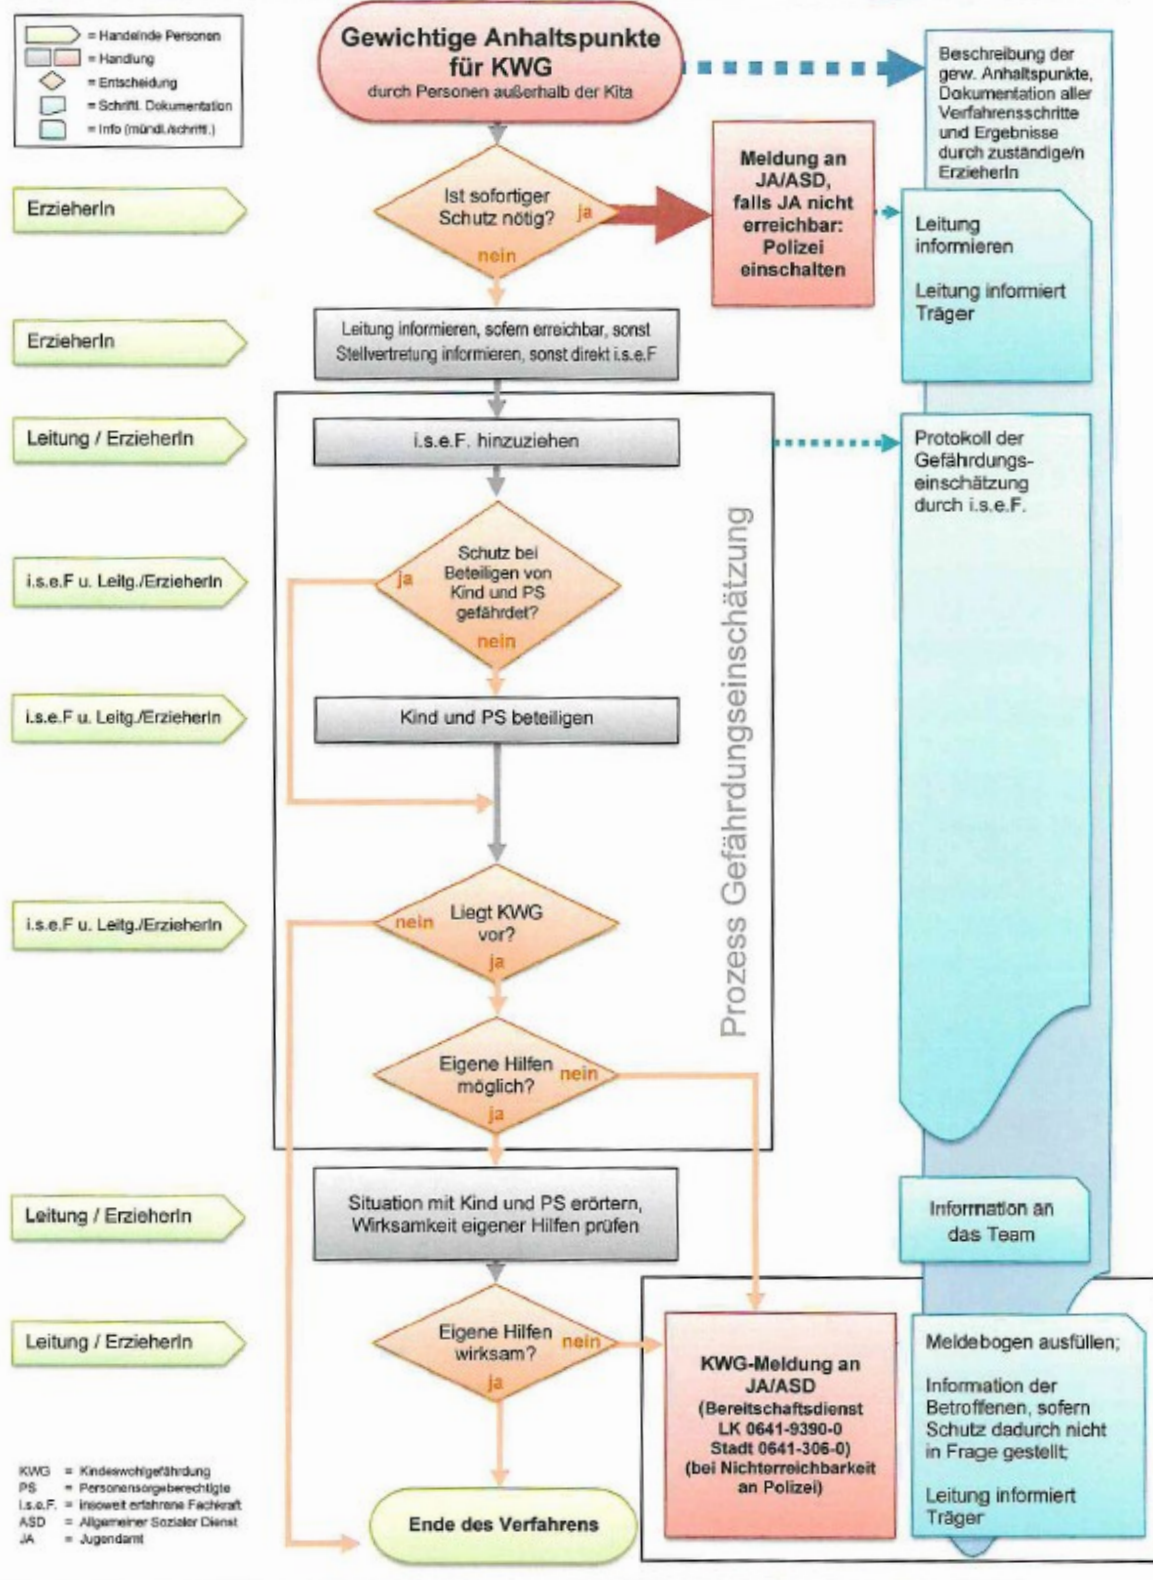 = Handelnde Personen
= Handlung
= Entscheidung
= Schriftl. Dokumentation
= Info (mündl./schriftl.)
Gewichtige Anhaltspunkte
für KWG
durch Personen außerhalb der Kita
Beschreibung der
gew. Anhaltspunkte,
Dokumentation aller
Verfahrensschritte
und Ergebnisse
durch zuständige/n
ErzieherIn
ErzieherIn
Ist sofortiger
Schutz nötig?
ja
nein
Meldung an
JA/ASD,
falls JA nicht
erreichbar:
Polizei
einschalten
Leitung
informieren
Leitung informiert
Träger
ErzieherIn
Leitung informieren, sofern erreichbar, sonst
Stellvertretung informieren, sonst direkt i.s.e.F
Leitung / ErzieherIn
i.s.e.F. hinzuziehen
Protokoll der
Gefährdungs-
einschätzung
durch i.s.e.F.
Prozess Gefährdungseinschätzung
i.s.e.F u. Leitg./ErzieherIn
Schutz bei
Beteiligen von
Kind und PS
gefährdet?
ja
nein
i.s.e.F u. Leitg./ErzieherIn
Kind und PS beteiligen
i.s.e.F u. Leitg./ErzieherIn
Liegt KWG
vor?
nein
ja
Eigene Hilfen
möglich?
nein
ja
Leitung / ErzieherIn
Situation mit Kind und PS erörtern,
Wirksamkeit eigener Hilfen prüfen
Information an
das Team
Leitung / ErzieherIn
Eigene Hilfen
wirksam?
nein
ja
KWG-Meldung an
JA/ASD
(Bereitschaftsdienst
LK 0641-9390-0
Stadt 0641-306-0)
(bei Nichterreichbarkeit
an Polizei)
Meldebogen ausfüllen;
Information der
Betroffenen, sofern
Schutz dadurch nicht
in Frage gestellt;
Leitung informiert
Träger
KWG = Kindeswohlgefährdung
PS = Personensorgeberechtigte
i.s.e.F. = insoweit erfahrene Fachkraft
ASD = Allgemeiner Sozialer Dienst
JA = Jugendamt
Ende des Verfahrens